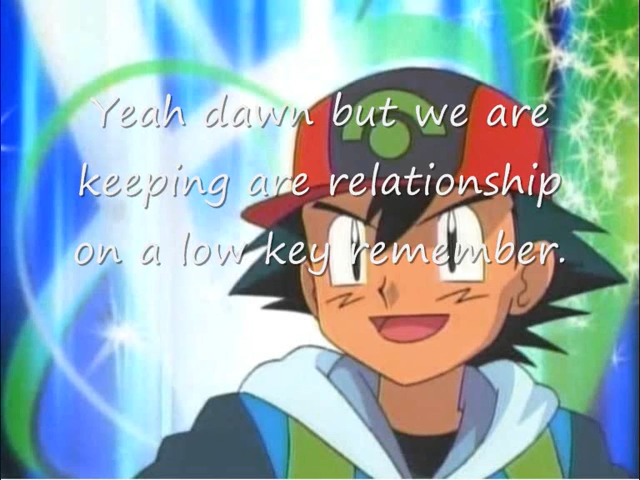 Yeah dawn but we are
keeping are relationship
on a low key remember.